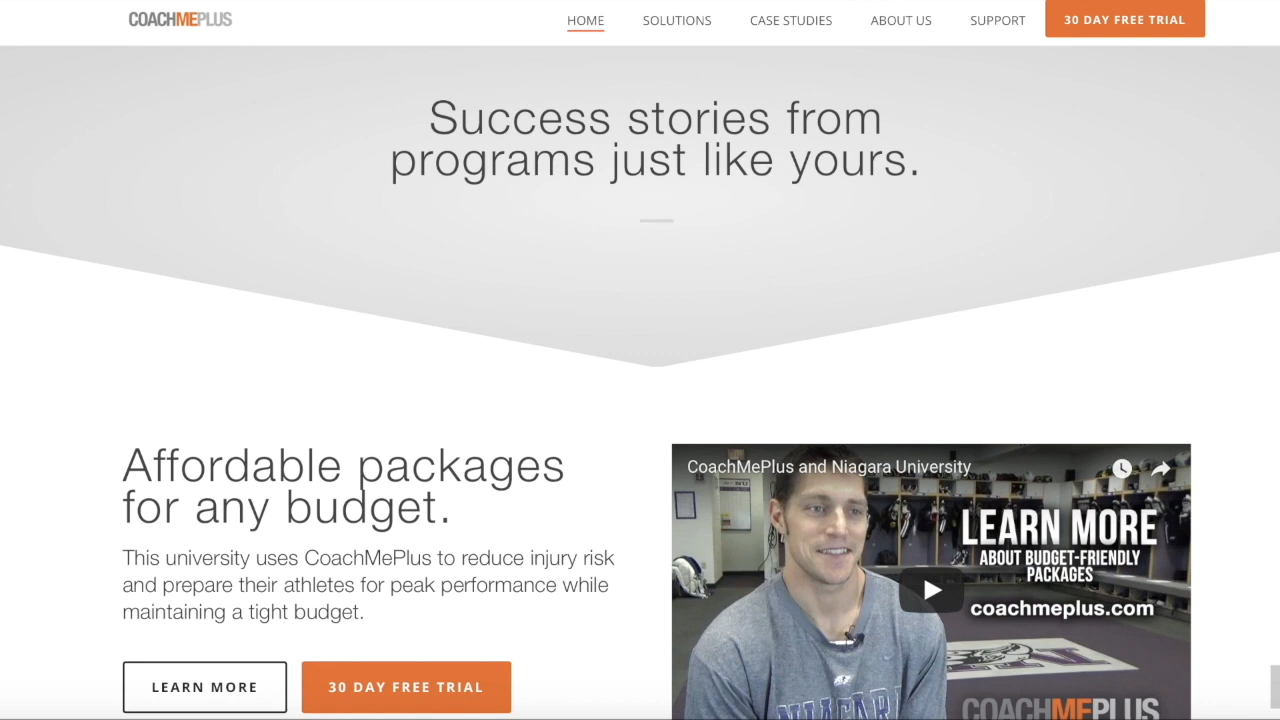 COACHMEPLUS
HOME
SOLUTIONS
CASE STUDIES
ABOUT US
SUPPORT
30 DAY FREE TRIAL
Success stories from
programs just like yours.
Affordable packages
for any budget.
This university uses CoachMePlus to reduce injury risk
and prepare their athletes for peak performance while
maintaining a tight budget.
LEARN MORE
30 DAY FREE TRIAL
CoachMePlus and Niagara University
LEARN MORE
ABOUT BUDGET-FRIENDLY
PACKAGES
coachmeplus.com
NIAGARA
COACHMEPLUS